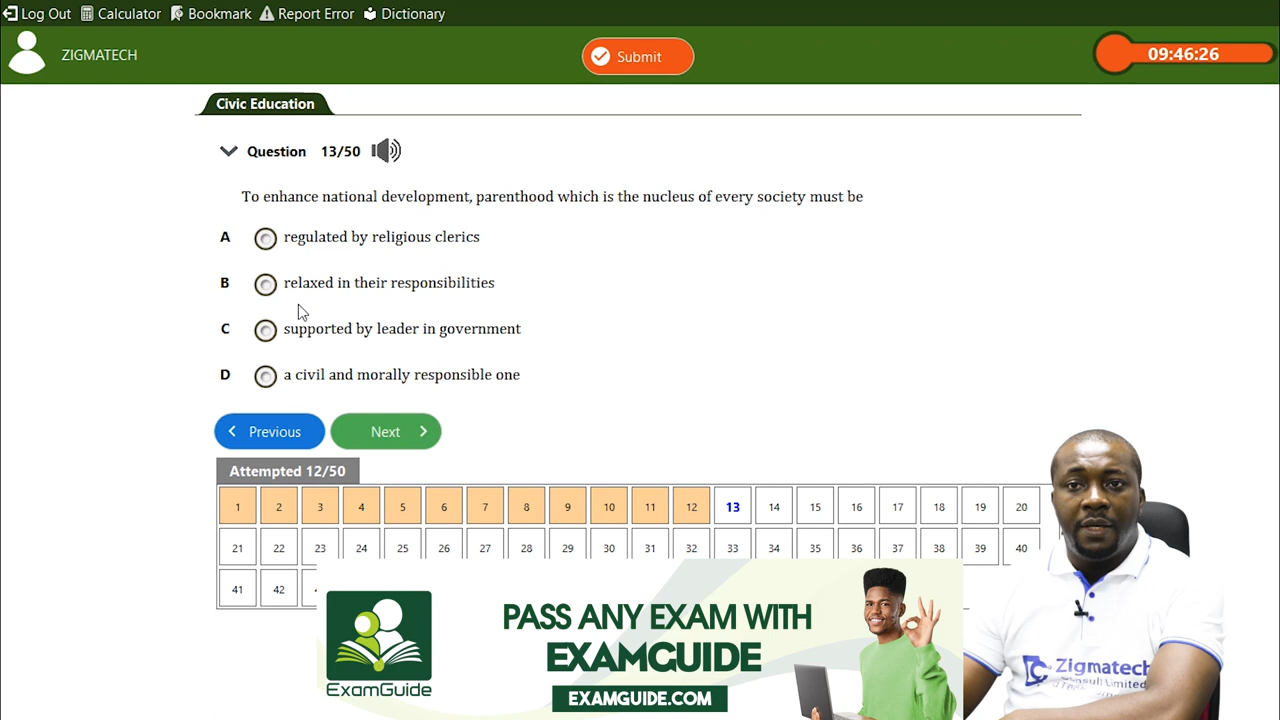 Log Out Calculator Bookmark Report Error Dictionary
ZIGMATECH
Submit
09:46:26
Civic Education
Question 13/50
To enhance national development, parenthood which is the nucleus of every society must be
A regulated by religious clerics
B relaxed in their responsibilities
C supported by leader in government
D a civil and morally responsible one
Previous Next
Attempted 12/50
1 2 3 4 5 6 7 8 9 10 11 12 13 14 15 16 17 18 19 20
21 22 23 24 25 26 27 28 29 30 31 32 33 34 35 36 37 38 39 40
41 42
PASS ANY EXAM WITH
EXAMGUIDE
EXAMGUIDE.COM
ExamGuide
Zigmatech
Consult Limited